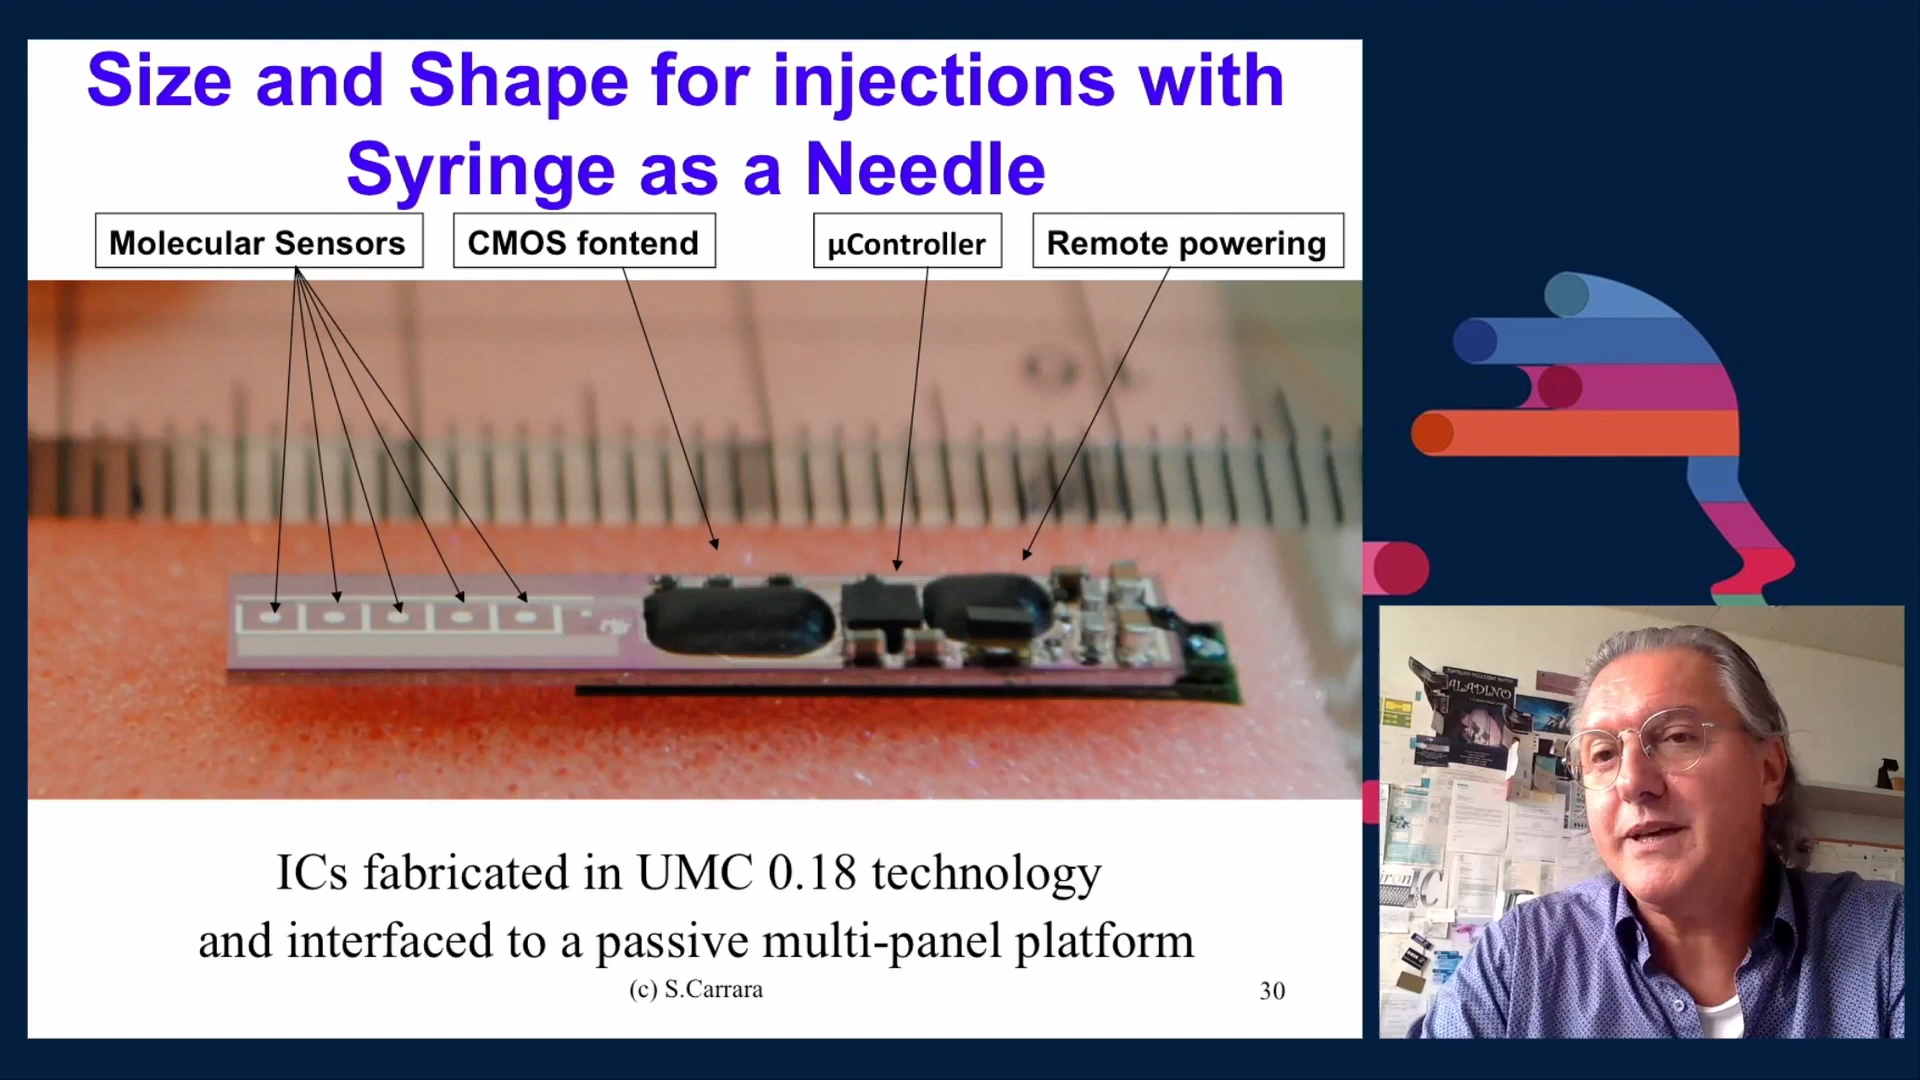 Size and Shape for injections with
Syringe as a Needle
Molecular Sensors
CMOS fontend
µController
Remote powering
ICs fabricated in UMC 0.18 technology
and interfaced to a passive multi-panel platform
(c) S.Carrara
30
ALADINO